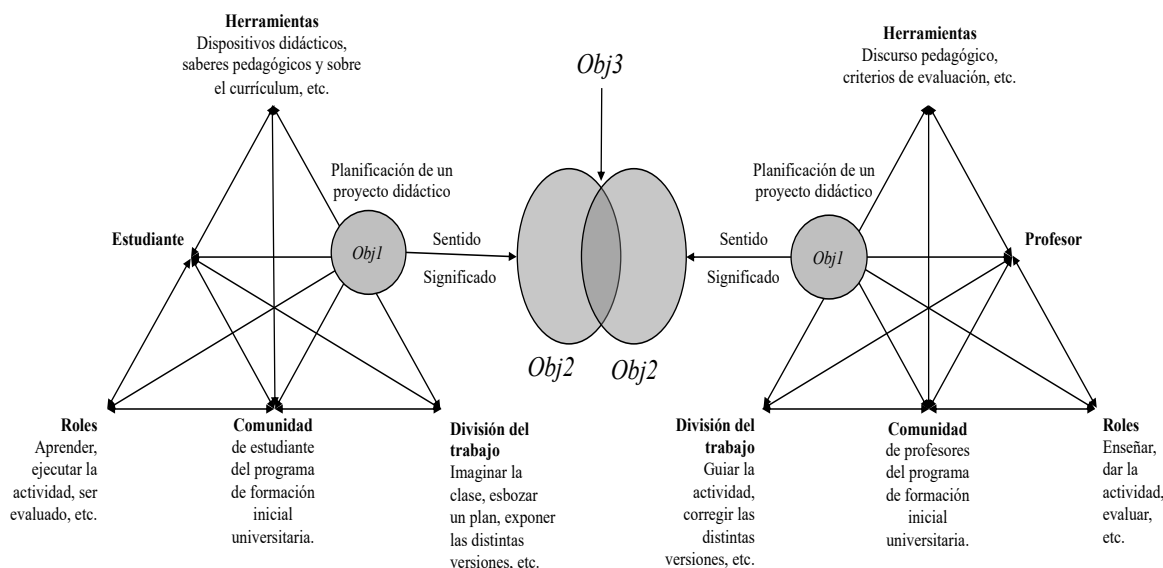 Herramientas
Dispositivos didácticos,
saberes pedagógicos y sobre
el currículum, etc.
Planificación de un
proyecto didáctico
Estudiante
Obj1
Sentido
Significado
Roles
Aprender,
ejecutar la
actividad, ser
evaluado, etc.
Comunidad
de estudiante
del programa
de formación
inicial
universitaria.
División del
trabajo
Imaginar la
clase, esbozar
un plan, exponer
las distintas
versiones, etc.
Obj3
Obj2
Obj2
Herramientas
Discurso pedagógico,
criterios de evaluación, etc.
Planificación de un
proyecto didáctico
Sentido
Significado
Obj1
Profesor
División del
trabajo
Guiar la
actividad,
corregir las
distintas
versiones, etc.
Comunidad
de profesores
del programa
de formación
inicial
universitaria.
Roles
Enseñar,
dar la
actividad,
evaluar,
etc.